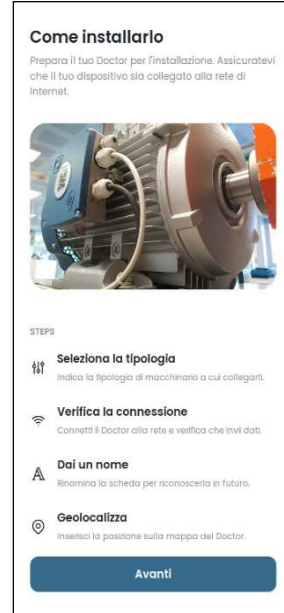 Come installarlo
Prepara il tuo Doctor per l'installazione. Assicuratevi
che il tuo dispositivo sia collegato alla rete di
Internet.
STEPS
Seleziona la tipologia
Indica la tipologia di macchinario a cui collegarti.
Verifica la connessione
Connetti il Doctor alla rete e verifica che invii dati.
Dai un nome
Rinomina la scheda per riconoscerla in futuro.
Geolocalizza
Inserisci la posizione sulla mappa del Doctor.
Avanti